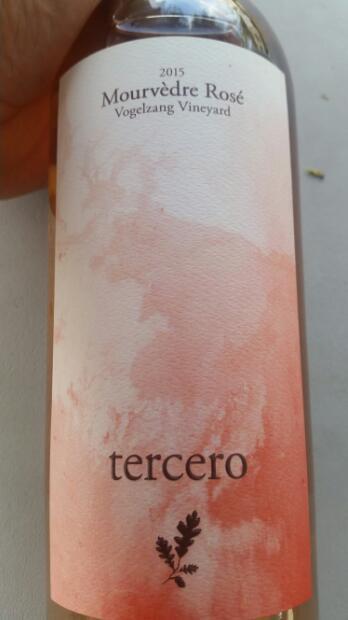 2015
Mourvèdre Rosé
Vogelzang Vineyard
tercero